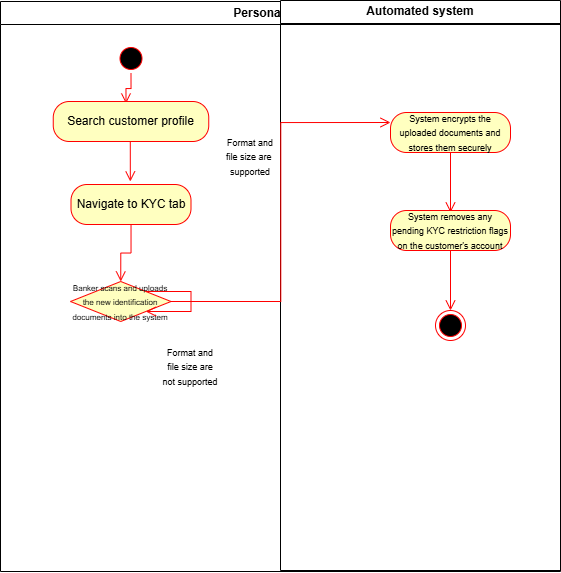 Persona
Automated system
Search customer profile
Navigate to KYC tab
Banker scans and uploads
the new identification
documents into the system
Format and
file size are
supported
Format and
file size are
not supported
System encrypts the
uploaded documents and
stores them securely
System removes any
pending KYC restriction flags
on the customer's account